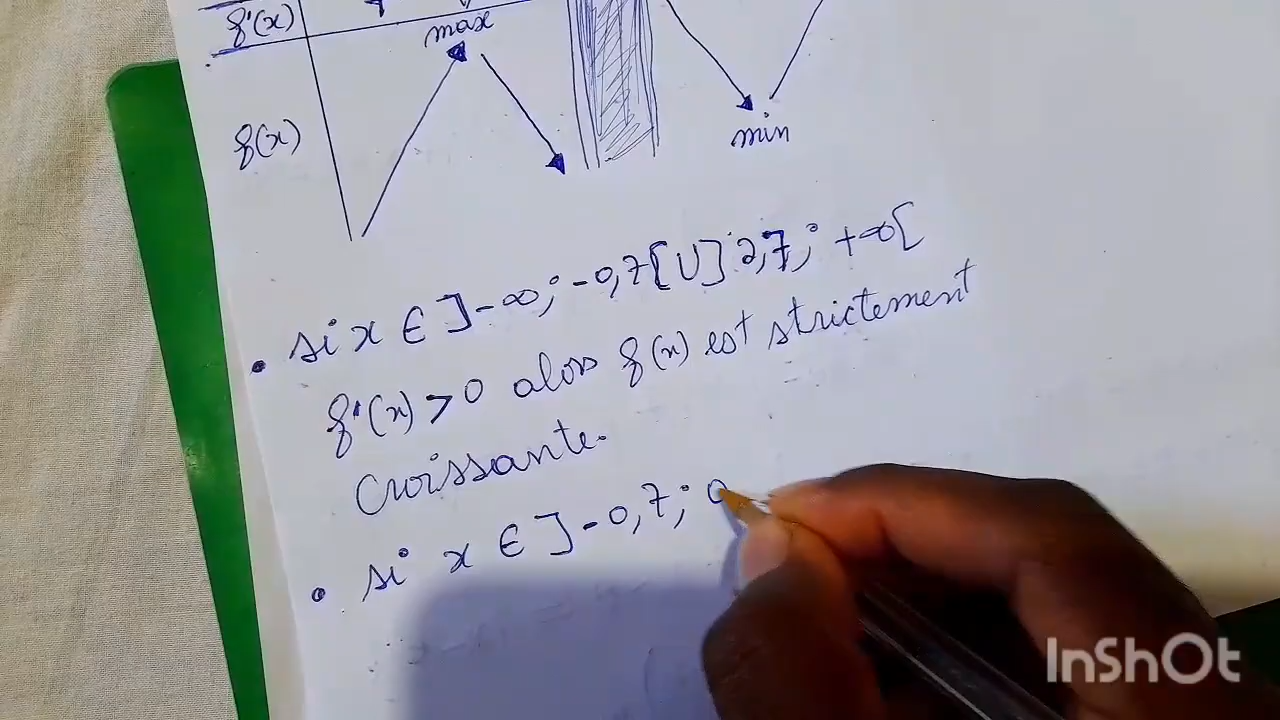 f'(x)
max
f(x)
min
• si x ∈ ]-∞; -0,7[ U ] 2,7; +∞[
f'(x) > 0 alors f(x) est strictement
croissante.
• si x ∈ ] -0,7; 0
InShOt